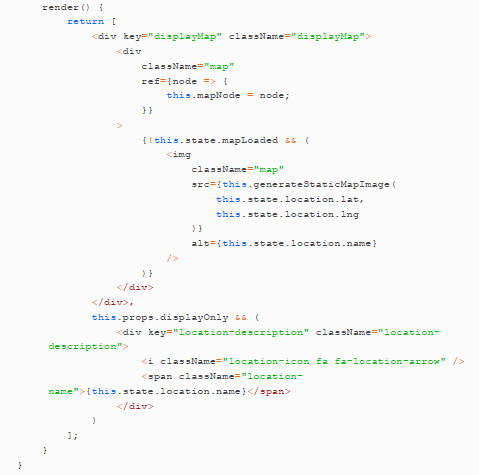 render() {
return [
<div key="displayMap" className="displayMap">
<div
className="map"
ref={node => {
this.mapNode = node;
}}
>
{!this.state.mapLoaded && (
<img
className="map"
src={this.generateStaticMapImage(
this.state.location.lat,
this.state.location.lng
)}
alt={this.state.location.name}
/>
)}
</div>
</div>,
this.props.displayOnly && (
<div key="location-description" className="location-
description">
<i className="location-icon fa fa-location-arrow" />
<span className="location-
name">{this.state.location.name}</span>
</div>
)
];
}
}